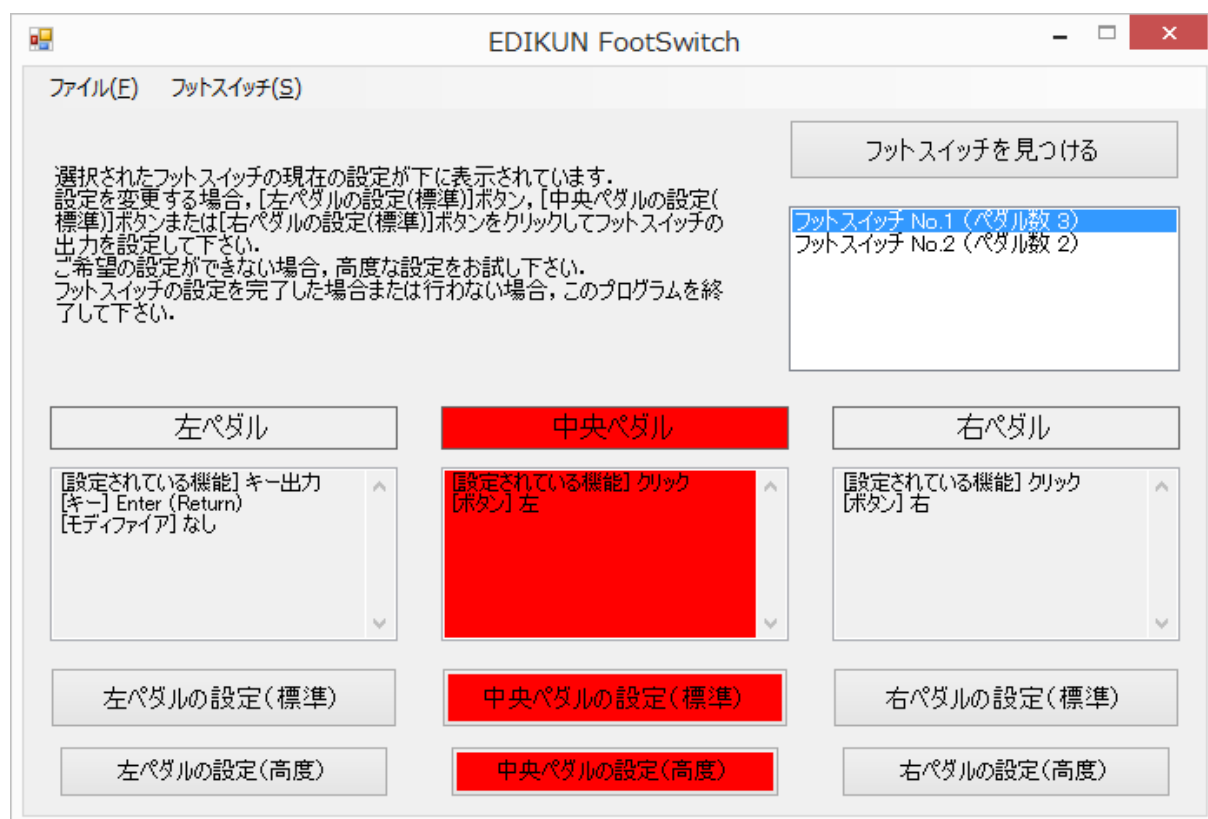 EDIKUN FootSwitch
ファイル(F) フットスイッチ(S)
フットスイッチを見つける
選択されたフットスイッチの現在の設定が下に表示されています.
設定を変更する場合, [左ペダルの設定(標準)]ボタン, [中央ペダルの設定(
標準)]ボタンまたは[右ペダルの設定(標準)]ボタンをクリックしてフットスイッチの
出力を設定して下さい.
ご希望の設定ができない場合, 高度な設定をお試し下さい.
フットスイッチの設定を完了した場合または行わない場合, このプログラムを終
了して下さい.
フットスイッチ No.1 (ペダル数 3)
フットスイッチ No.2 (ペダル数 2)
左ペダル
[設定されている機能] キー出力
[キー] Enter (Return)
[モディファイア] なし
左ペダルの設定(標準)
左ペダルの設定(高度)
中央ペダル
[設定されている機能] クリック
[ボタン] 左
中央ペダルの設定(標準)
中央ペダルの設定(高度)
右ペダル
[設定されている機能] クリック
[ボタン] 右
右ペダルの設定(標準)
右ペダルの設定(高度)